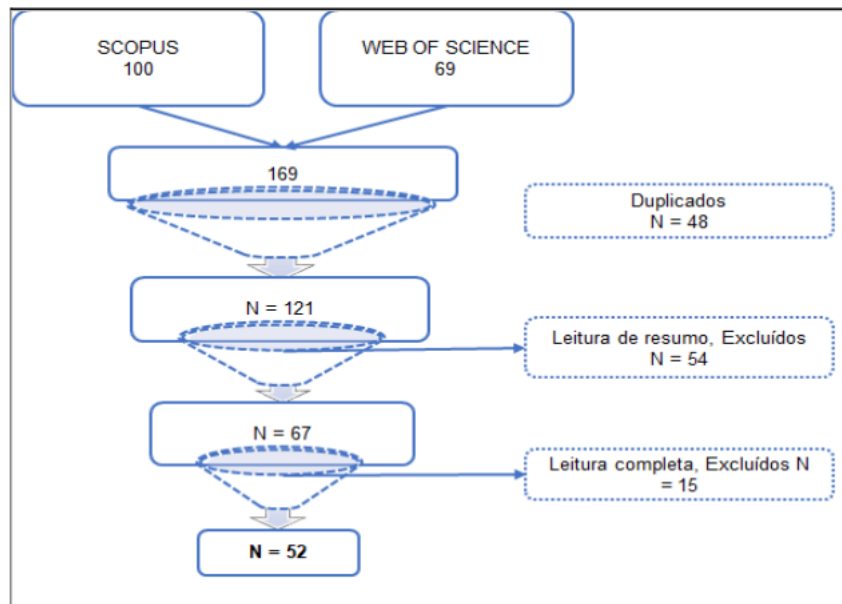 SCOPUS
100
WEB OF SCIENCE
69
169
Duplicados
N = 48
N = 121
Leitura de resumo, Excluídos
N = 54
N = 67
Leitura completa, Excluídos N
= 15
N = 52